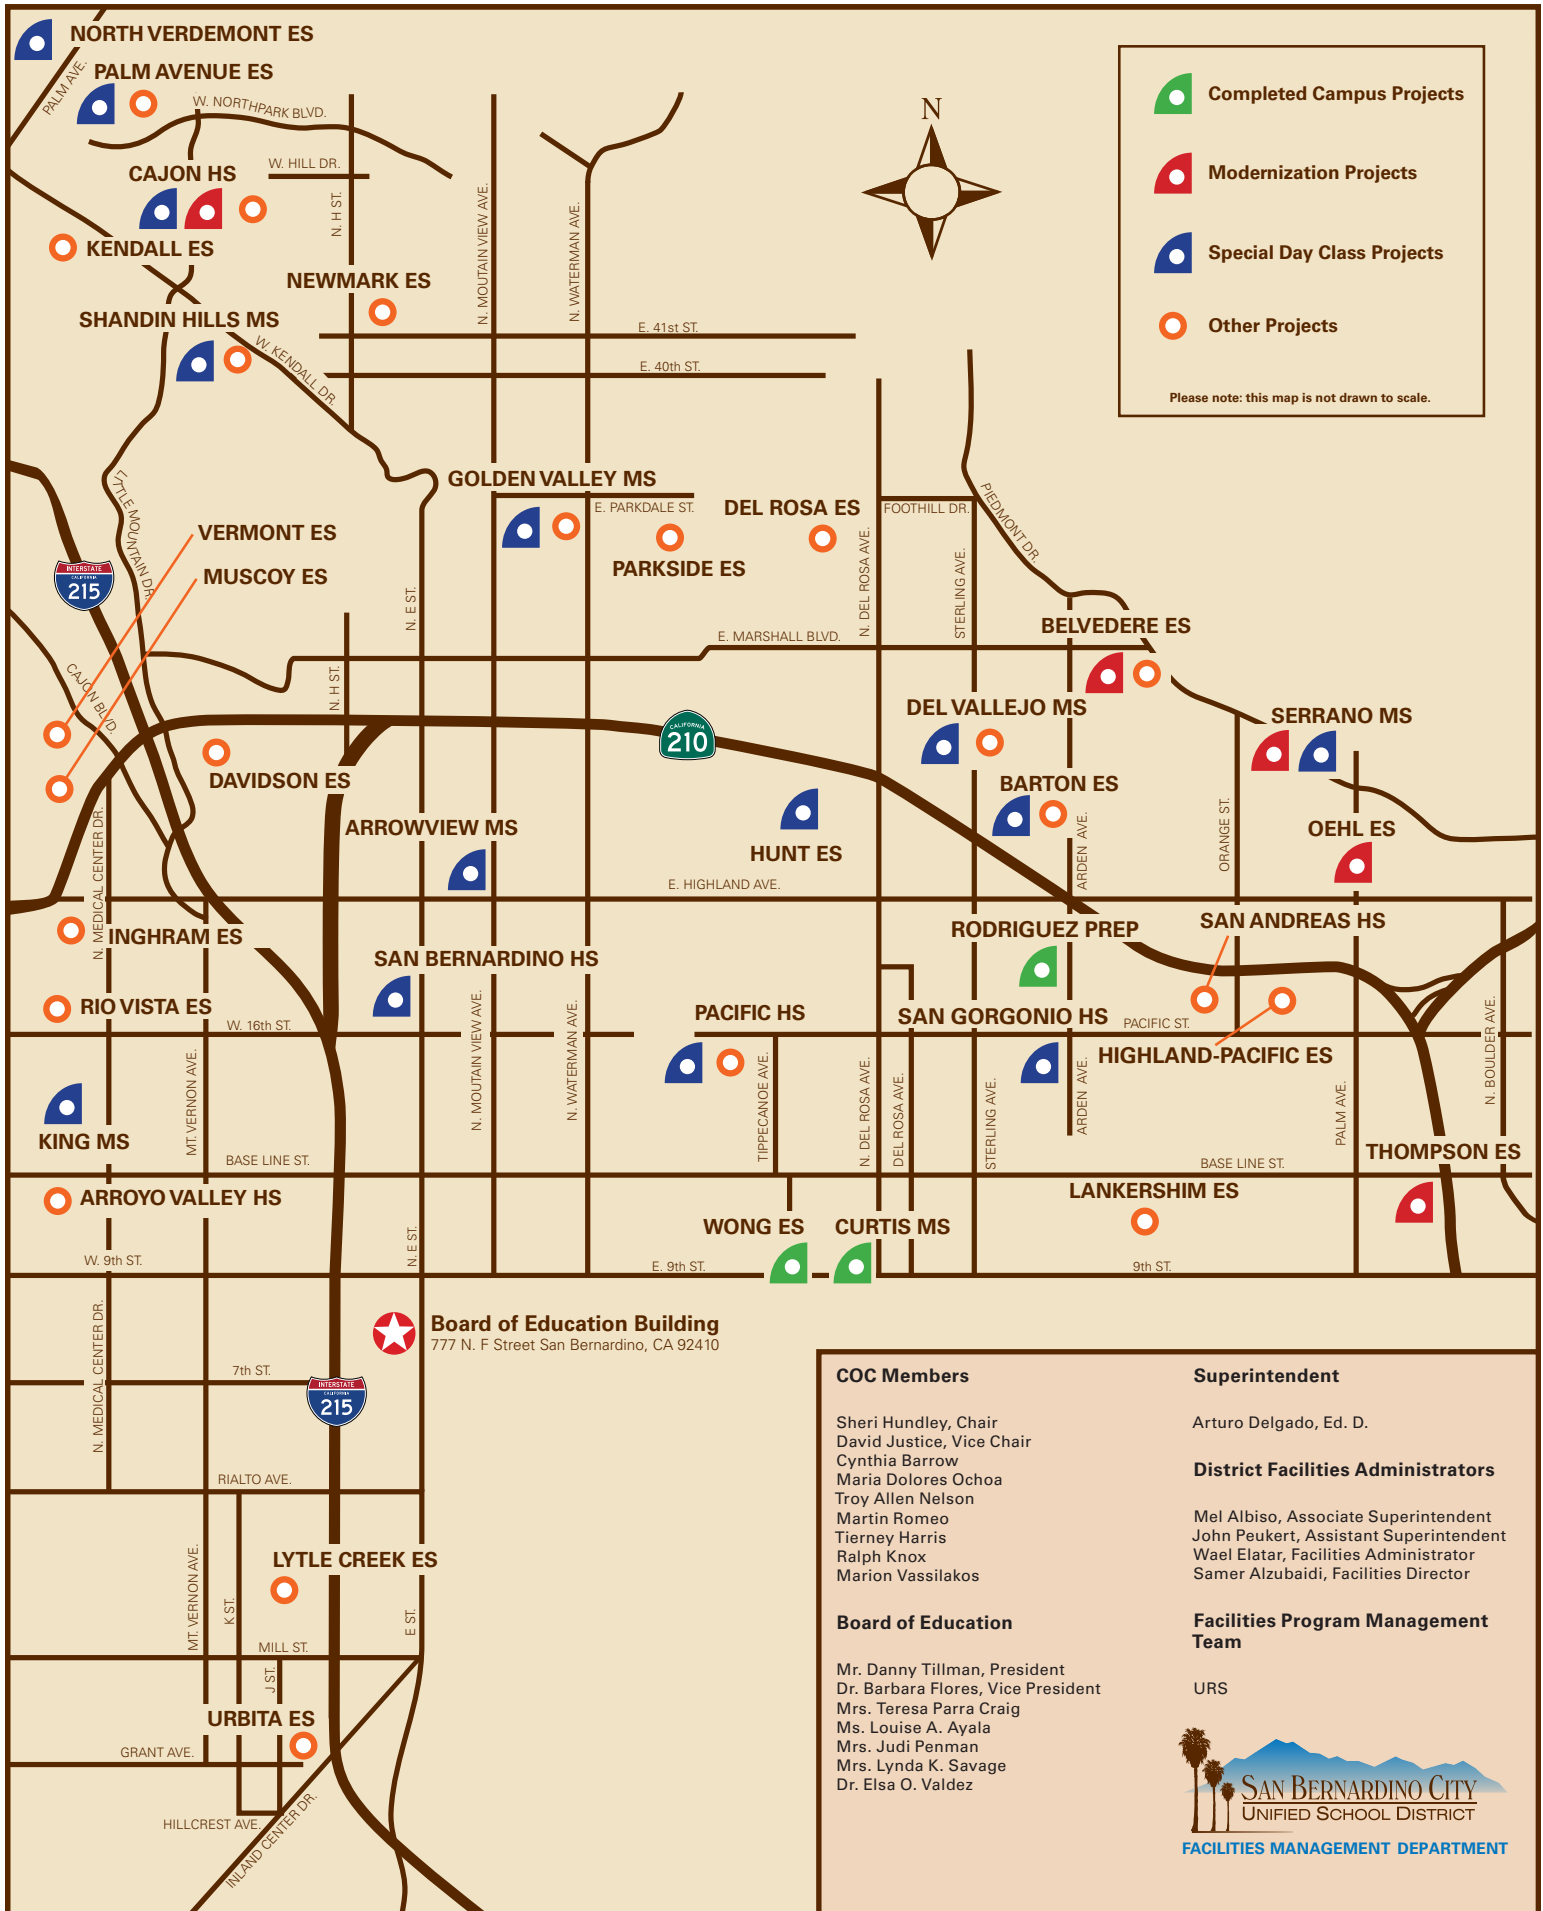 NORTH VERDEMONT ES
PALM AVE.
PALM AVENUE ES
W. NORTHPARK BLVD.
N
Completed Campus Projects
Modernization Projects
Special Day Class Projects
Other Projects
Please note: this map is not drawn to scale.
W. HILL DR.
CAJON HS
N. H ST.
N. MOUTAIN VIEW AVE.
N. WATERMAN AVE.
KENDALL ES
NEWMARK ES
SHANDIN HILLS MS
E. 41st ST.
W. KENDALL DR.
E. 40th ST.
GOLDEN VALLEY MS
LITTLE MOUNTAIN DR.
E. PARKDALE ST.
DEL ROSA ES
FOOTHILL DR.
PIEDMONT DR.
VERMONT ES
PARKSIDE ES
MUSCOY ES
INTERSTATE
CALIFORNIA
215
N. E ST.
N. DEL ROSA AVE.
STERLING AVE.
BELVEDERE ES
E. MARSHALL BLVD.
N. H ST.
CAJON BLVD.
DEL VALLEJO MS
SERRANO MS
CALIFORNIA
210
DAVIDSON ES
BARTON ES
ARROWVIEW MS
HUNT ES
OEHL ES
N. MEDICAL CENTER DR.
ARDEN AVE.
ORANGE ST.
E. HIGHLAND AVE.
INGHRAM ES
RODRIGUEZ PREP
SAN ANDREAS HS
SAN BERNARDINO HS
RIO VISTA ES
W. 16th ST.
PACIFIC HS
SAN GORGONIO HS
PACIFIC ST.
HIGHLAND-PACIFIC ES
MT. VERNON AVE.
N. MOUTAIN VIEW AVE.
N. WATERMAN AVE.
TIPPECANOE AVE.
N. DEL ROSA AVE.
DEL ROSA AVE.
STERLING AVE.
ARDEN AVE.
PALM AVE.
N. BOULDER AVE.
KING MS
BASE LINE ST.
BASE LINE ST.
THOMPSON ES
ARROYO VALLEY HS
LANKERSHIM ES
WONG ES
CURTIS MS
N. E ST.
W. 9th ST.
E. 9th ST.
9th ST.
Board of Education Building
777 N. F Street San Bernardino, CA 92410
N. MEDICAL CENTER DR.
7th ST.
INTERSTATE
CALIFORNIA
215
RIALTO AVE.
LYTLE CREEK ES
MT. VERNON AVE.
K ST.
E ST.
MILL ST.
J ST.
URBITA ES
GRANT AVE.
HILLCREST AVE.
INLAND CENTER DR.
COC Members
Sheri Hundley, Chair
David Justice, Vice Chair
Cynthia Barrow
Maria Dolores Ochoa
Troy Allen Nelson
Martin Romeo
Tierney Harris
Ralph Knox
Marion Vassilakos
Board of Education
Mr. Danny Tillman, President
Dr. Barbara Flores, Vice President
Mrs. Teresa Parra Craig
Ms. Louise A. Ayala
Mrs. Judi Penman
Mrs. Lynda K. Savage
Dr. Elsa O. Valdez
Superintendent
Arturo Delgado, Ed. D.
District Facilities Administrators
Mel Albiso, Associate Superintendent
John Peukert, Assistant Superintendent
Wael Elatar, Facilities Administrator
Samer Alzubaidi, Facilities Director
Facilities Program Management
Team
URS
SAN BERNARDINO CITY
UNIFIED SCHOOL DISTRICT
FACILITIES MANAGEMENT DEPARTMENT